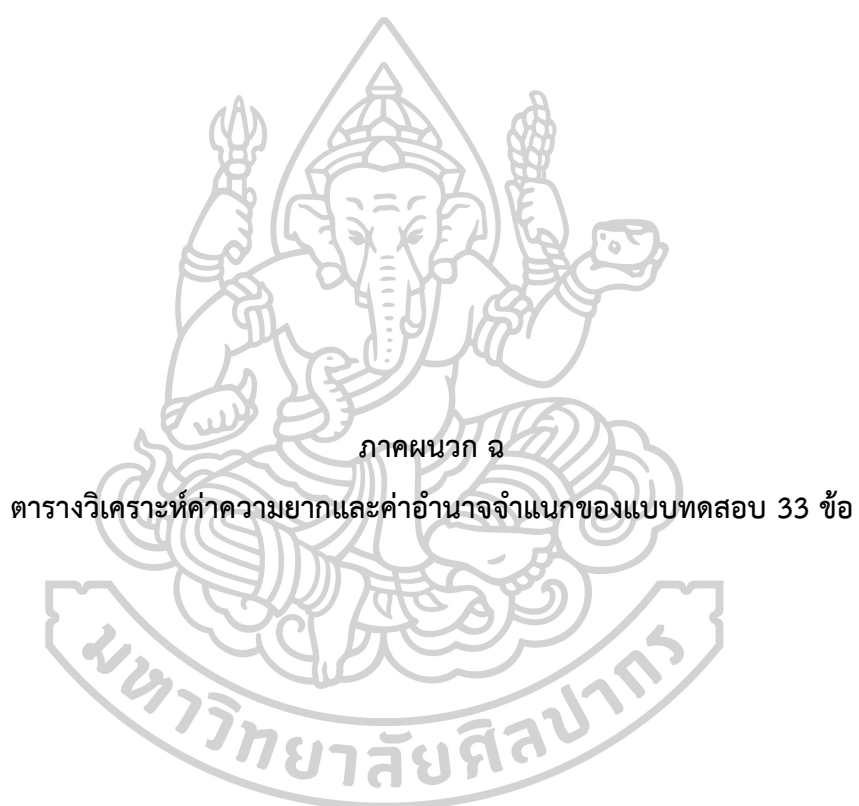 ภาคผนวก ฉ
ตารางวิเคราะห์ค่าความยากและค่าอำนาจจำแนกของแบบทดสอบ 33 ข้อ
มหาวิทยาลัยศิลปากร